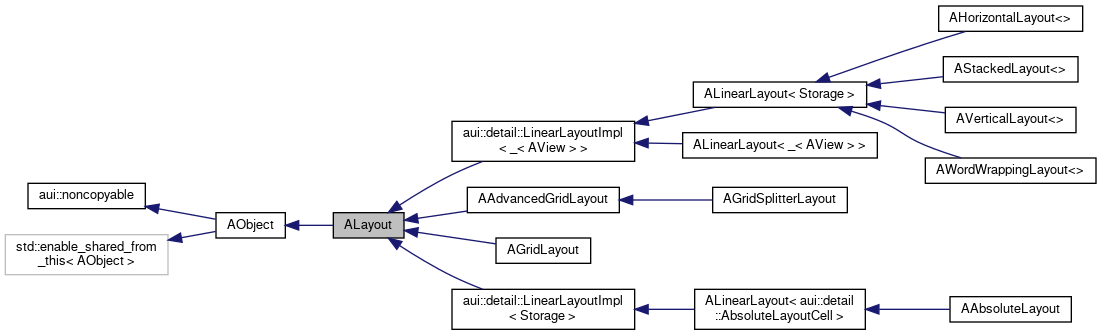 aui::noncopyable
std::enable_shared_from
_this< AObject >
AObject
ALayout
aui::detail::LinearLayoutImpl
< _< AView > >
AAdvancedGridLayout
AGridLayout
aui::detail::LinearLayoutImpl
< Storage >
ALinearLayout< Storage >
ALinearLayout< _< AView > >
AGridSplitterLayout
ALinearLayout< aui::detail
::AbsoluteLayoutCell >
AHorizontalLayout<>
AStackedLayout<>
AVerticalLayout<>
AWordWrappingLayout<>
AAbsoluteLayout